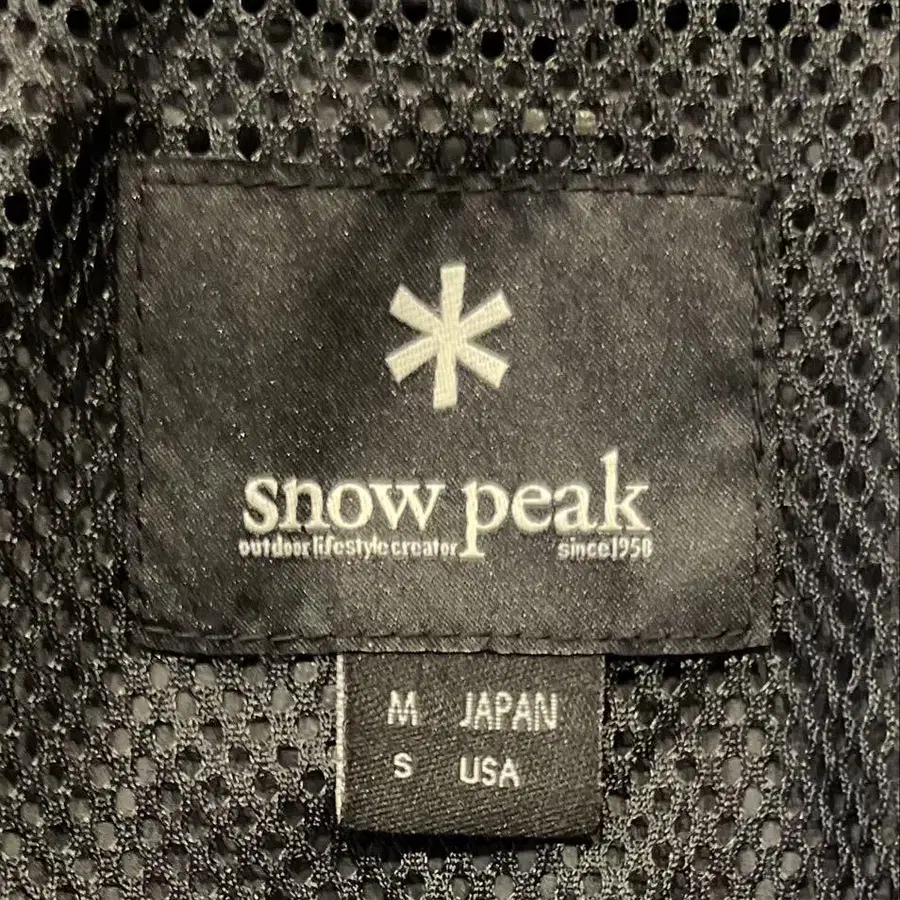 snow peak
outdoor lifestyle creator since1958
M JAPAN
S USA